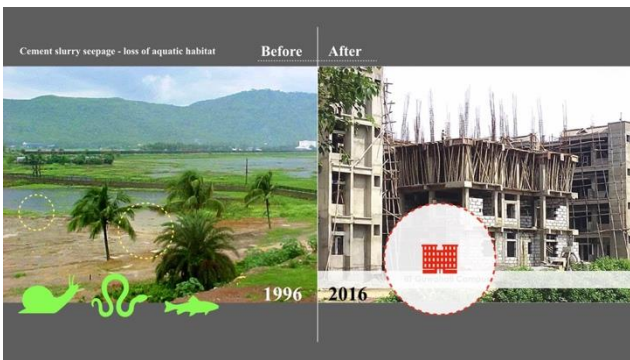 Cement slurry seepage - loss of aquatic habitat
Before
After
1996
2016